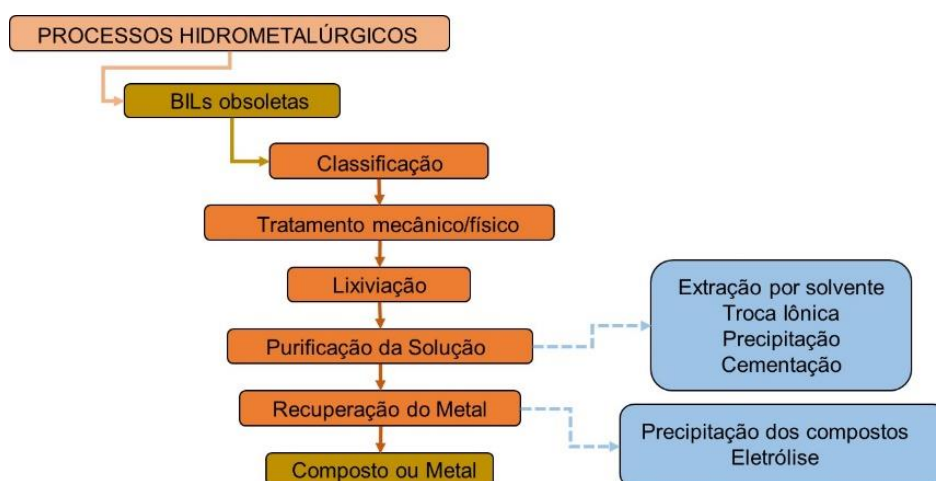 PROCESSOS HIDROMETALÚRGICOS
BILs obsoletas
Classificação
Tratamento mecânico/físico
Lixiviação
Purificação da Solução
Extração por solvente
Troca Iônica
Precipitação
Cementação
Recuperação do Metal
Precipitação dos compostos
Eletrólise
Composto ou Metal